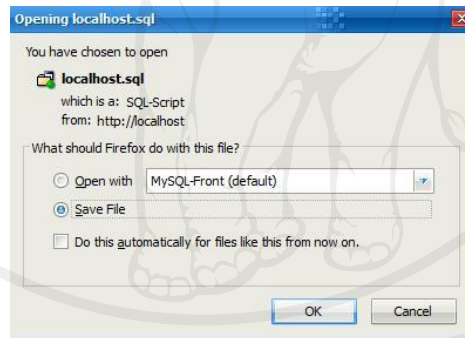 Opening localhost.sql
You have chosen to open
localhost.sql
which is a: SQL-Script
from: http://localhost
What should Firefox do with this file?
Open with MySQL-Front (default)
Save File
Do this automatically for files like this from now on.
OK Cancel